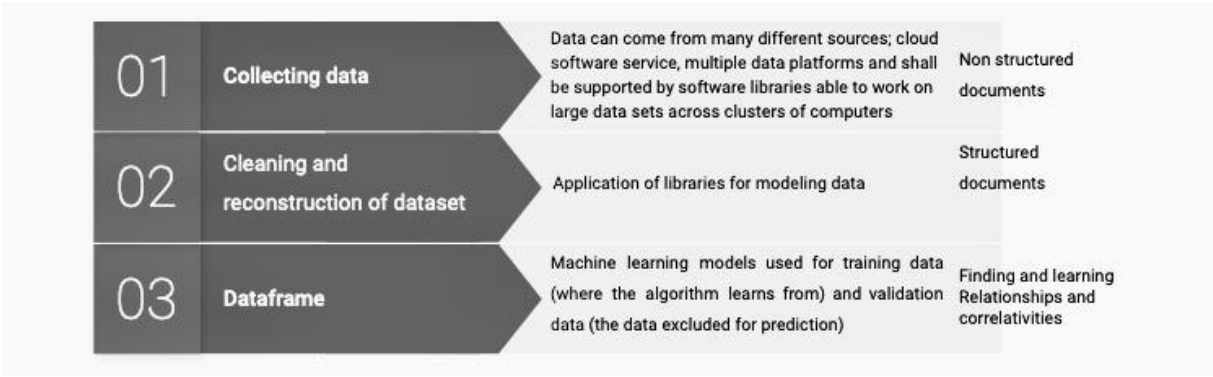 01
Collecting data
Data can come from many different sources; cloud
software service, multiple data platforms and shall
be supported by software libraries able to work on
large data sets across clusters of computers
Non structured
documents
02
Cleaning and
reconstruction of dataset
Application of libraries for modeling data
Structured
documents
03
Dataframe
Machine learning models used for training data
(where the algorithm learns from) and validation
data (the data excluded for prediction)
Finding and learning
Relationships and
correlativities